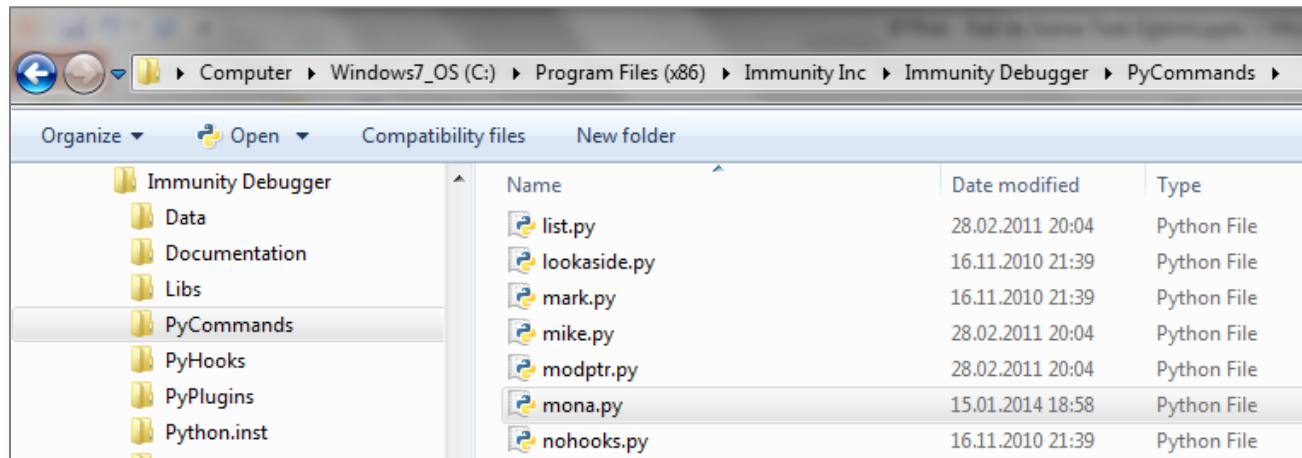 Computer Windows7_OS (C:) Program Files (x86) Immunity Inc Immunity Debugger PyCommands
Organize Open Compatibility files New folder
Immunity Debugger
Data
Documentation
Libs
PyCommands
PyHooks
PyPlugins
Python.inst
Name Date modified Type
list.py 28.02.2011 20:04 Python File
lookaside.py 16.11.2010 21:39 Python File
mark.py 16.11.2010 21:39 Python File
mike.py 28.02.2011 20:04 Python File
modptr.py 28.02.2011 20:04 Python File
mona.py 15.01.2014 18:58 Python File
nohooks.py 16.11.2010 21:39 Python File